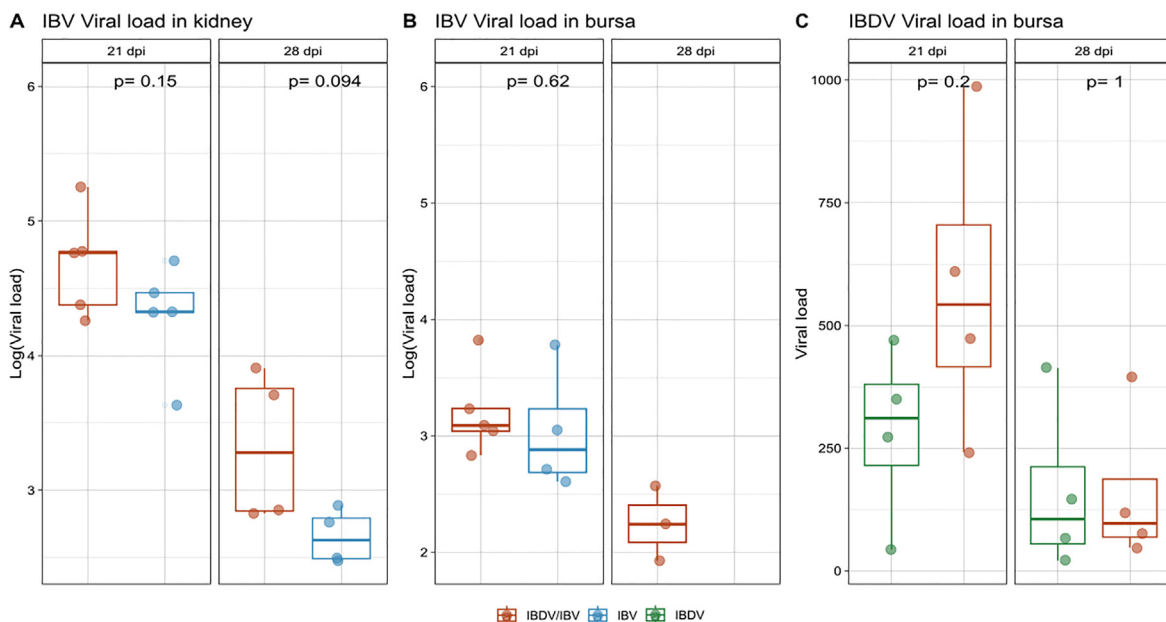 A IBV Viral load in kidney
21 dpi 28 dpi
p= 0.15 p= 0.094
6
5
4
3
Log(Viral load)
B IBV Viral load in bursa
21 dpi 28 dpi
p= 0.62
6
5
4
3
2
Log(Viral load)
C IBDV Viral load in bursa
21 dpi 28 dpi
p= 0.2 p= 1
1000
750
500
250
0
Viral load
IBDV/IBV IBV IBDV